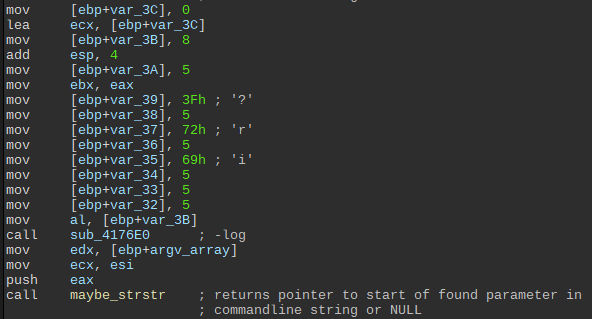 mov     [ebp+var_3C], 0
lea     ecx, [ebp+var_3C]
mov     [ebp+var_3B], 8
add     esp, 4
mov     [ebp+var_3A], 5
mov     ebx, eax
mov     [ebp+var_39], 3Fh ; '?'
mov     [ebp+var_38], 5
mov     [ebp+var_37], 72h ; 'r'
mov     [ebp+var_36], 5
mov     [ebp+var_35], 69h ; 'i'
mov     [ebp+var_34], 5
mov     [ebp+var_33], 5
mov     [ebp+var_32], 5
mov     al, [ebp+var_3B]
call    sub_4176E0      ; -log
mov     edx, [ebp+argv_array]
mov     ecx, esi
push    eax
call    maybe_strstr    ; returns pointer to start of found parameter in
                        ; commandline string or NULL